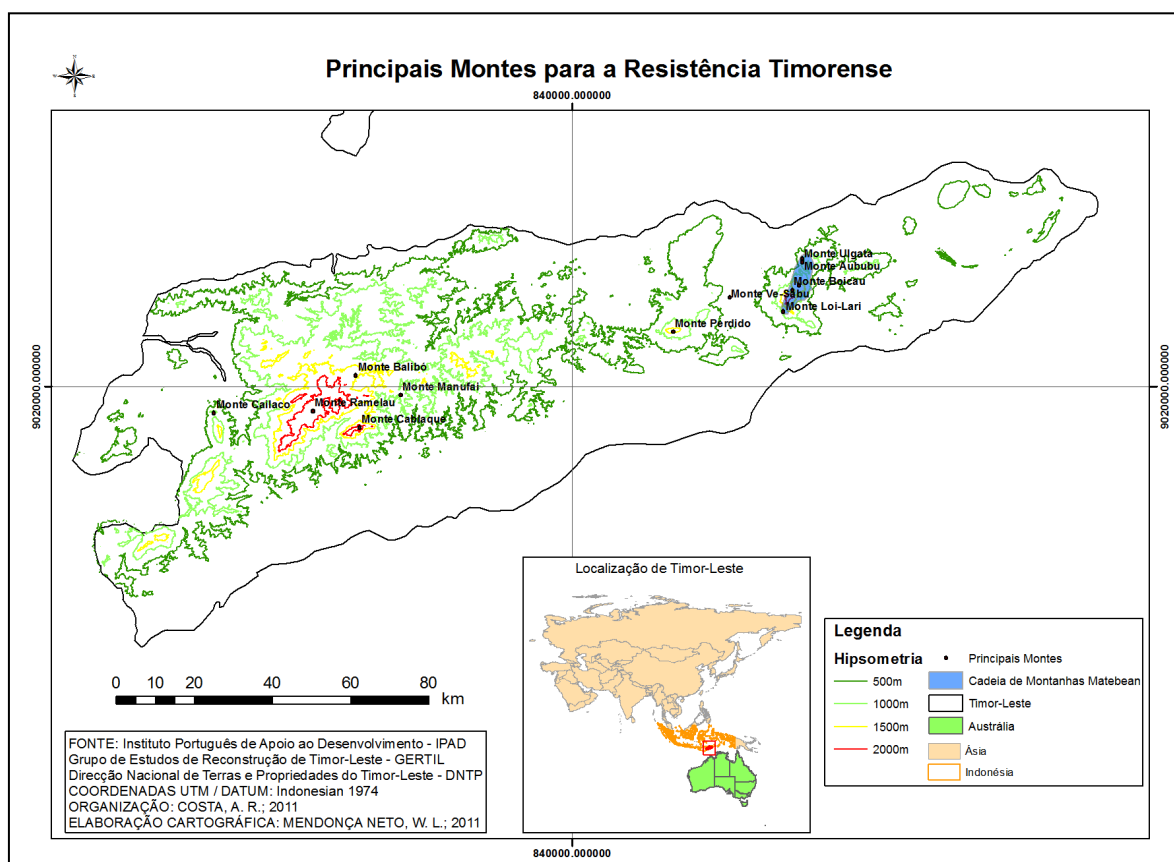 Principais Montes para a Resistência Timorense
840000.000000
9020000.000000
9020000.000000
Monte Ulgata
Monte Aububu
Monte Boicau
Monte Ve-Sabu
Monte Loi-Lari
Monte Perdido
Monte Balibó
Monte Manufai
Monte Cailaco
Monte Ramelau
Monte Cablaque
0 20 40 60 80
km
Localização de Timor-Leste
Legenda
Hipsometria
500m
1000m
1500m
2000m
Principais Montes
Cadeia de Montanhas Matebean
Timor-Leste
Austrália
Ásia
Indonésia
FONTE: Instituto Português de Apoio ao Desenvolvimento - IPAD
Grupo de Estudos de Reconstrução de Timor-Leste - GERTIL
Direcção Nacional de Terras e Propriedades do Timor-Leste - DNTP
COORDENADAS UTM / DATUM: Indonesian 1974
ORGANIZAÇÃO: COSTA, A. R.; 2011
ELABORAÇÃO CARTOGRÁFICA: MENDONÇA NETO, W. L.; 2011
840000.000000